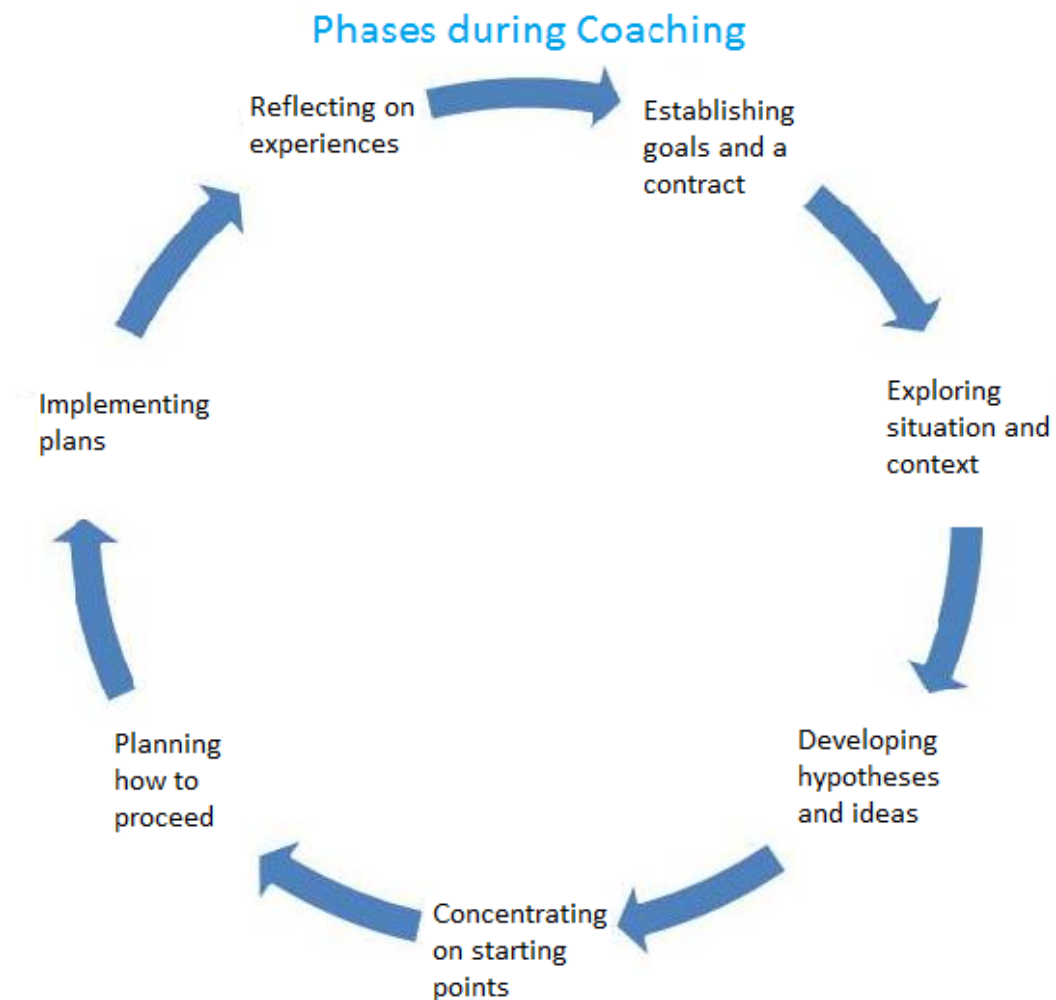 Phases during Coaching
Reflecting on
experiences
Establishing
goals and a
contract
Exploring
situation and
context
Developing
hypotheses
and ideas
Concentrating
on starting
points
Planning
how to
proceed
Implementing
plans